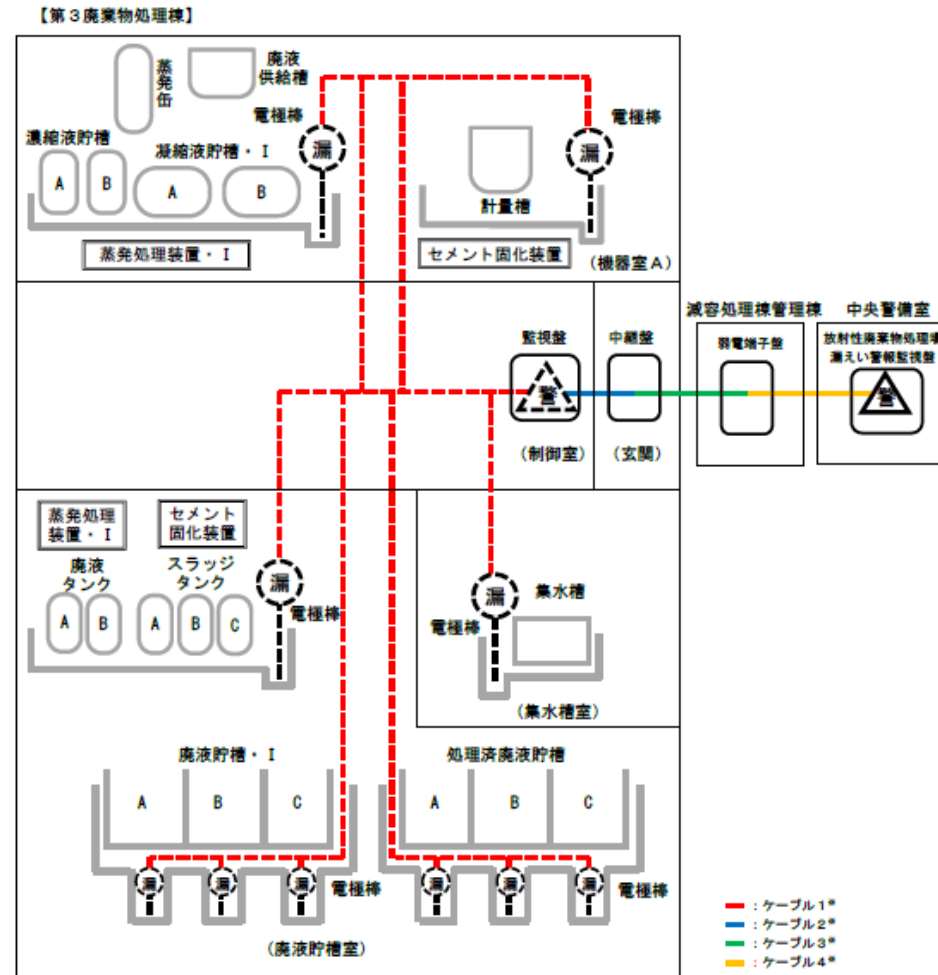 【第３廃棄物処理棟】
蒸発缶
廃液
供給槽
電極棒
漏
濃縮液貯槽
A
B
凝縮液貯槽・Ⅰ
A
B
蒸発処理装置・Ⅰ
電極棒
漏
計量槽
セメント固化装置
(機器室Ａ)
監視盤
警
(制御室)
中継盤
(玄関)
減容処理棟管理棟
弱電端子盤
中央警備室
放射性廃棄物処理場
漏えい警報監視盤
警
蒸発処理
装置・Ⅰ
セメント
固化装置
廃液
タンク
A
B
スラッジ
タンク
A
B
C
漏
電極棒
漏
電極棒
集水槽
(集水槽室)
廃液貯槽・Ⅰ
A
B
C
漏
漏
漏
電極棒
処理済廃液貯槽
A
B
C
漏
漏
漏
電極棒
(廃液貯槽室)
：ケーブル１※
：ケーブル２※
：ケーブル３※
：ケーブル４※